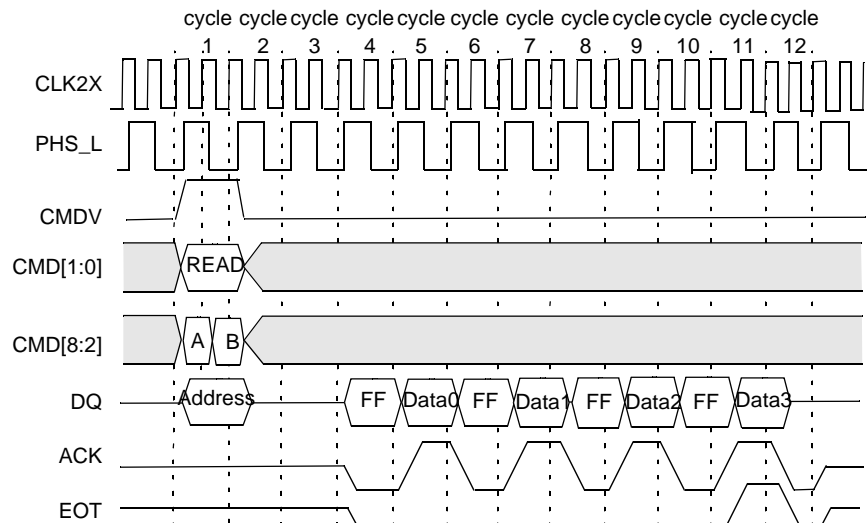 cycle cycle cycle cycle cycle cycle cycle cycle cycle cycle cycle cycle
1 2 3 4 5 6 7 8 9 10 11 12
CLK2X
PHS_L
CMDV
CMD[1:0] READ
CMD[8:2] A B
DQ Address FF Data0 FF Data1 FF Data2 FF Data3
ACK
EOT